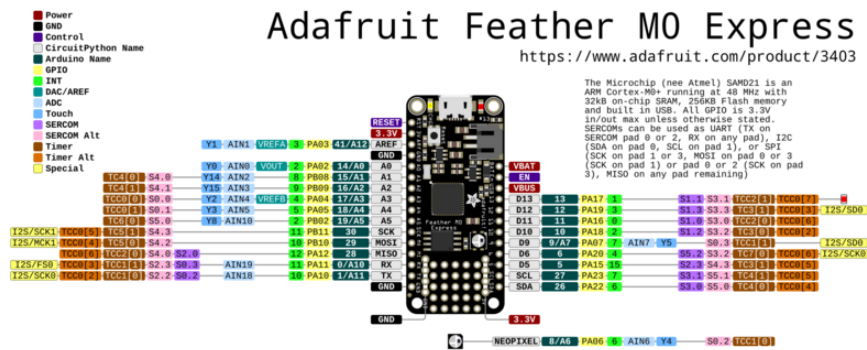 Adafruit Feather M0 Express
https://www.adafruit.com/product/3403
Power
GND
Control
CircuitPython Name
Arduino Name
GPIO
INT
DAC/AREF
ADC
Touch
SERCOM
SERCOM Alt
Timer
Timer Alt
Special
The Microchip (nee Atmel) SAMD21 is an
ARM Cortex-M0+ running at 48 MHz with
32kB on-chip SRAM, 256KB Flash memory
and built in USB. All GPIO is 3.3V
in/out max unless otherwise stated.
SERCOMs can be used as UART (TX on
SERCOM pad 0 or 2, RX on any pad), I2C
(SDA on pad 0, SCL on pad 1), or SPI
(SCK on pad 1 or 3, MOSI on pad 0 or 3
(SCK on pad 1) or pad 0 or 2 (SCK on pad
3), MISO on any pad remaining)
RESET
3.3V
Y1 AIN1 VREFA 3 PA03 41/A12 AREF
GND
Y0 AIN0 VOUT 2 PA02 14/A0 A0
TC4[0] S4.0 Y14 AIN2 8 PB08 15/A1 A1
TC4[1] S4.1 Y15 AIN3 9 PB09 16/A2 A2
TCC0[0] S0.0 Y2 AIN4 VREFB 4 PA04 17/A3 A3
TCC0[1] S0.1 Y3 AIN5 5 PA05 18/A4 A4
TC6[0] S5.0 Y8 AIN10 2 PB02 19/A5 A5
I2S/SCK1 TCC0[5] TC5[1] S4.3 11 PB11 30 SCK
I2S/MCK1 TCC0[4] TC5[0] S4.2 10 PB10 29 MOSI
TCC0[6] TCC2[0] S4.0 S2.0 12 PA12 28 MISO
I2S/FS0 TCC0[3] TCC1[1] S2.3 S0.3 AIN19 11 PA11 0/A10 RX
I2S/SCK0 TCC0[2] TCC1[0] S2.2 S0.2 AIN18 10 PA10 1/A11 TX
GND
VBAT
EN
VBUS
D13 13 PA17 1 S1.1 S3.1 TCC2[1] TCC0[7]
D12 12 PA19 3 S1.3 S3.3 TC3[1] TCC0[3] I2S/SD0
D11 11 PA16 0 S1.0 S3.0 TCC2[0] TCC0[6]
D10 10 PA18 2 S1.2 S3.2 TC3[0] TCC0[2]
D9 9/A7 PA07 7 AIN7 Y5 S0.3 TCC1[1] I2S/SD0
D6 6 PA20 4 S5.2 S3.2 TC7[0] TCC0[6] I2S/SCK0
D5 5 PA15 15 S2.3 S4.3 TC3[1] TCC0[5]
SCL 27 PA23 7 S3.1 S5.1 TC4[1] TCC0[5]
SDA 26 PA22 6 S3.0 S5.0 TC4[0] TCC0[4]
Feather M0
Express
GND
3.3V
NEOPIXEL 8/A6 PA06 6 AIN6 Y4 S0.2 TCC1[0]